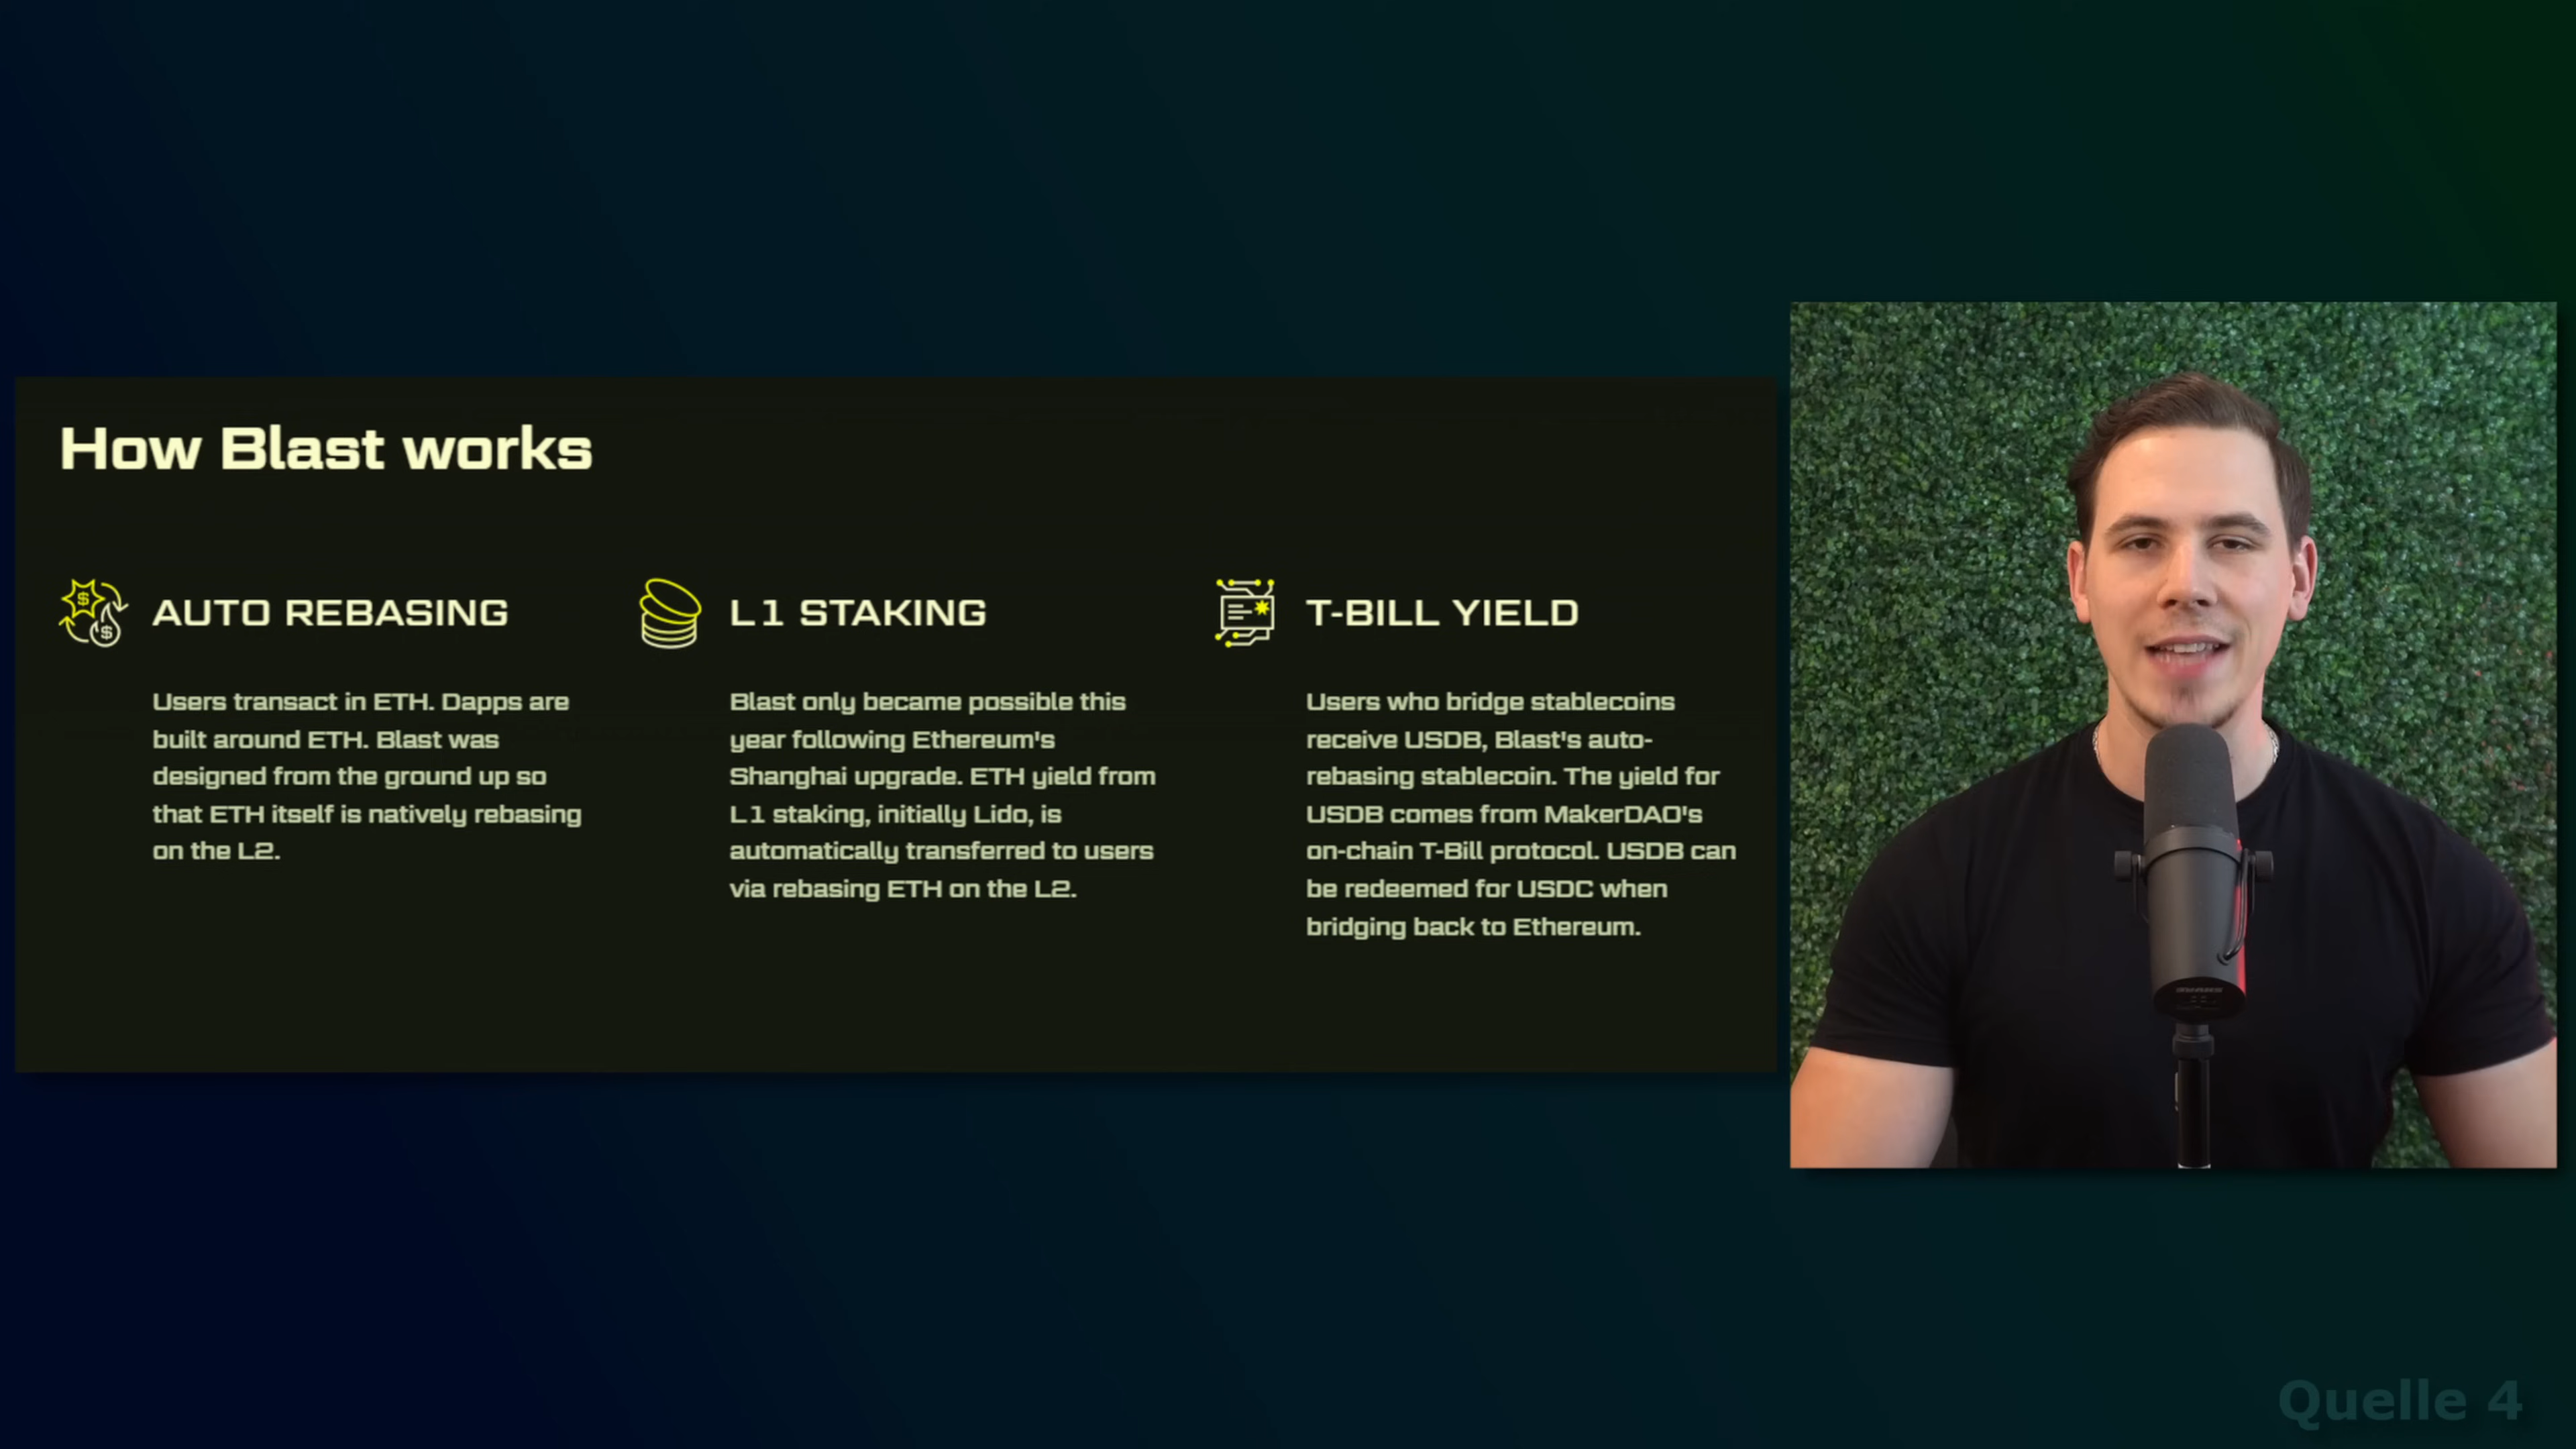 How Blast works
AUTO REBASING
Users transact in ETH. Dapps are
built around ETH. Blast was
designed from the ground up so
that ETH itself is natively rebasing
on the L2.
L1 STAKING
Blast only became possible this
year following Ethereum's
Shanghai upgrade. ETH yield from
L1 staking, initially Lido, is
automatically transferred to users
via rebasing ETH on the L2.
T-BILL YIELD
Users who bridge stablecoins
receive USDB, Blast's auto-
rebasing stablecoin. The yield for
USDB comes from MakerDAO's
on-chain T-Bill protocol. USDB can
be redeemed for USDC when
bridging back to Ethereum.
Quelle 4